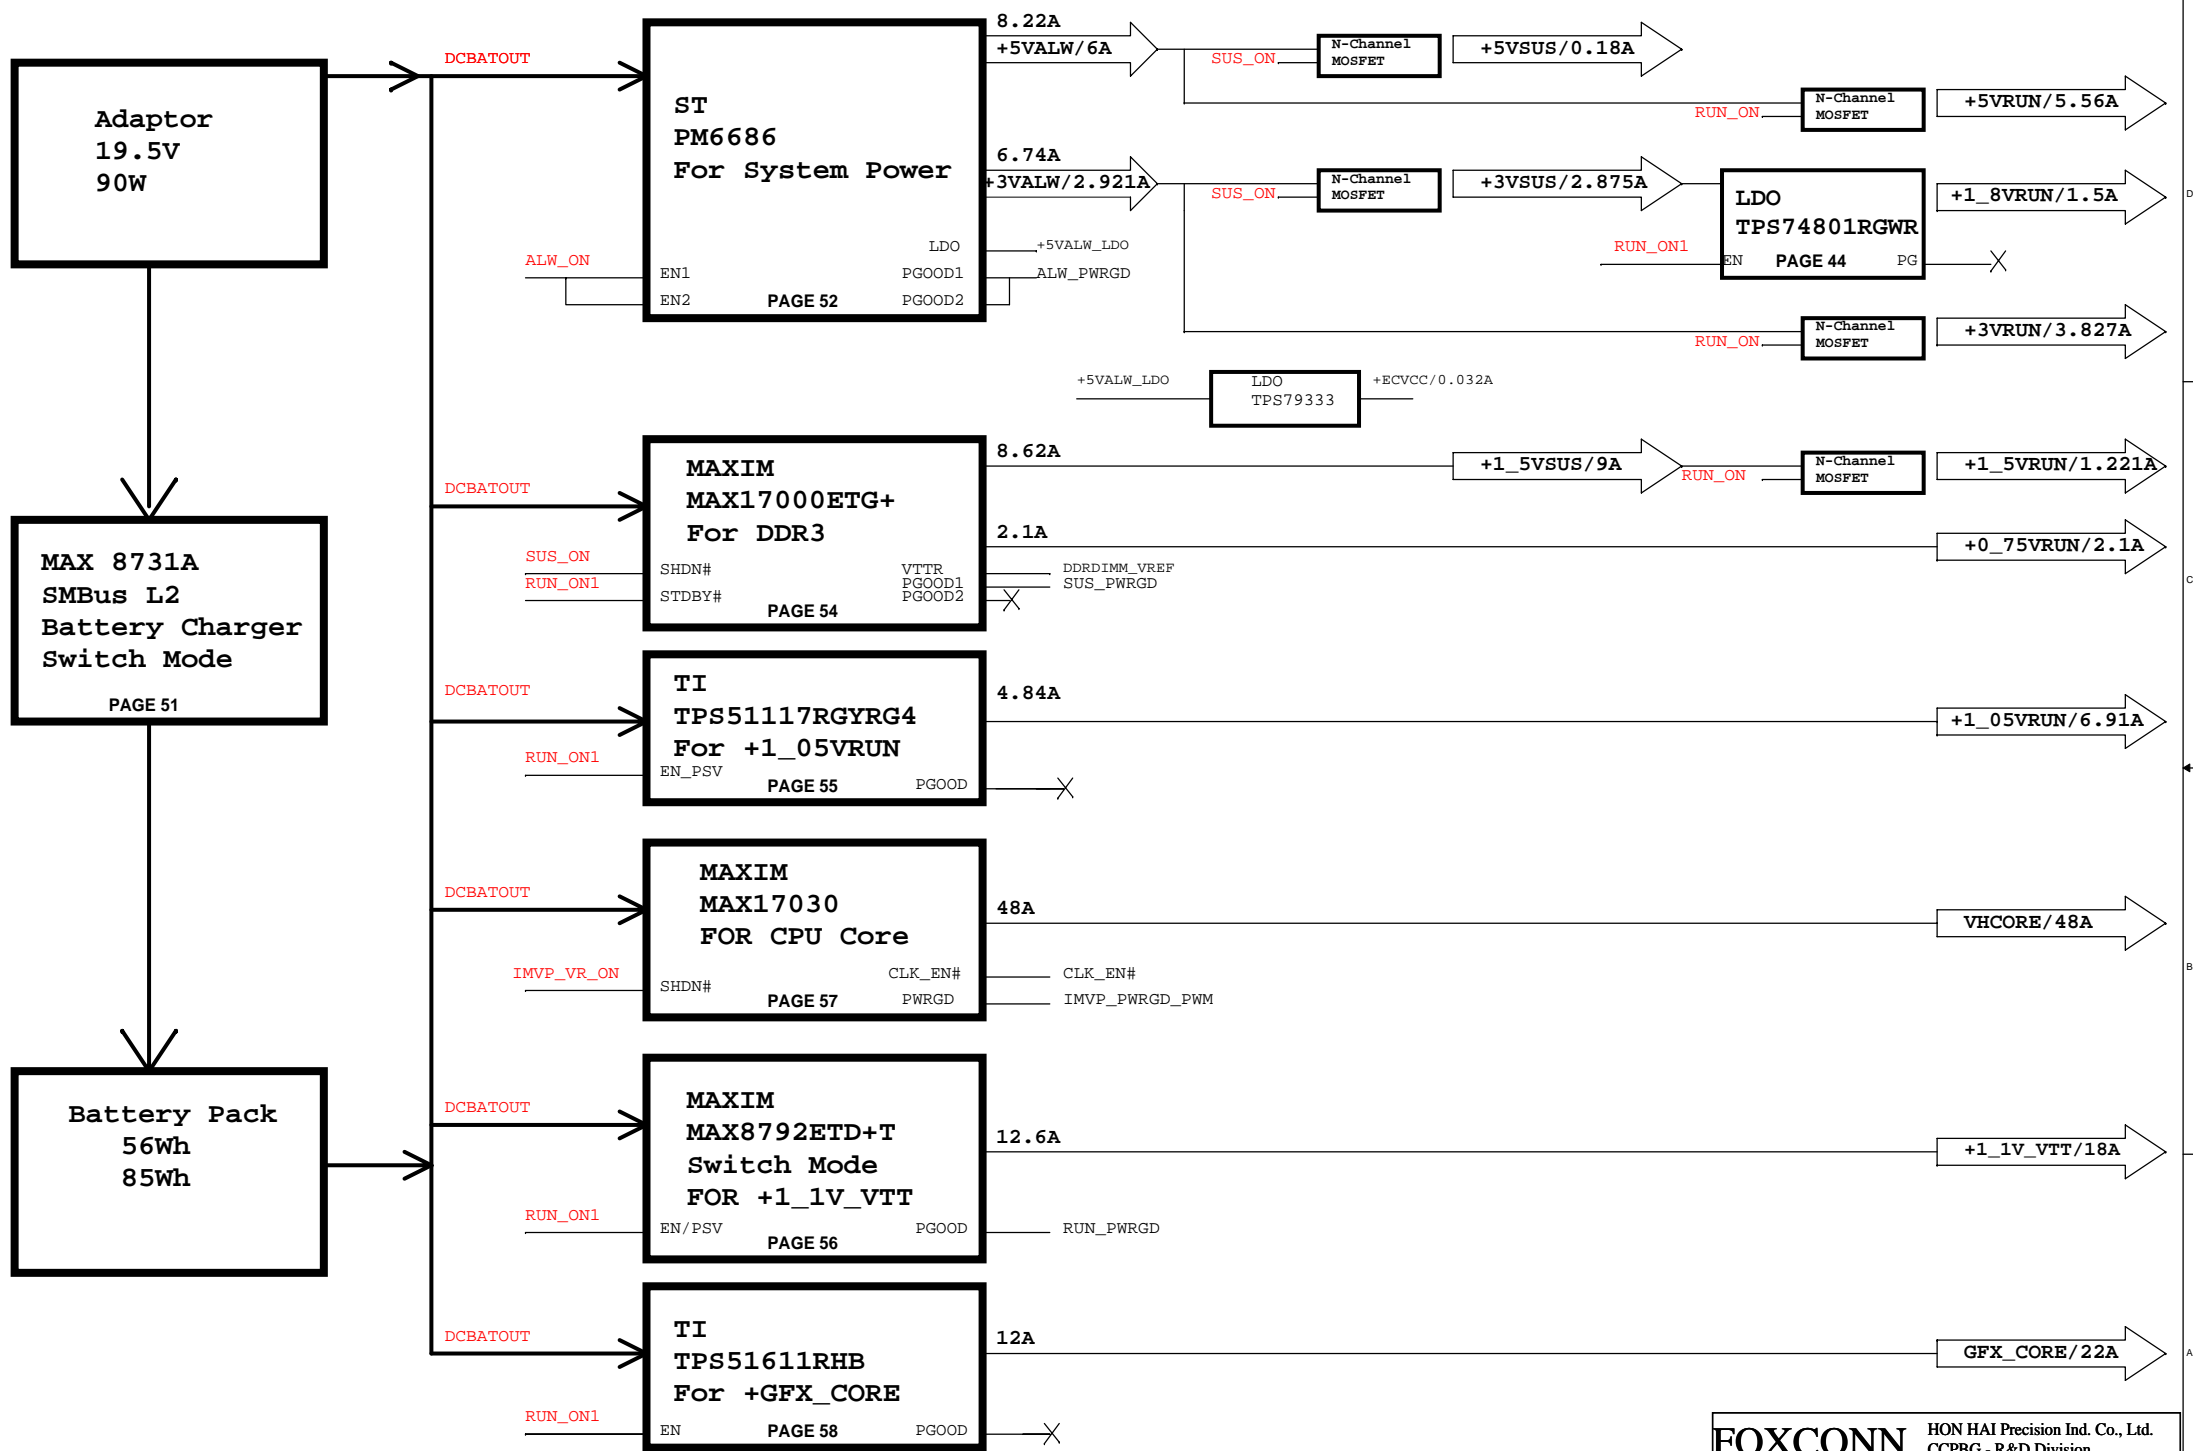 Adaptor
19.5V
90W
MAX 8731A
SMBus L2
Battery Charger
Switch Mode
PAGE 51
Battery Pack
56Wh
85Wh
DCBATOUT
ST
PM6686
For System Power
ALW_ON
EN1
EN2
PAGE 52
LDO
PGOOD1
PGOOD2
+5VALW_LDO
ALW_PWRGD
8.22A
+5VALW/6A
SUS_ON
N-Channel
MOSFET
+5VSUS/0.18A
RUN_ON
N-Channel
MOSFET
+5VRUN/5.56A
6.74A
+3VALW/2.921A
SUS_ON
N-Channel
MOSFET
+3VSUS/2.875A
LDO
TPS74801RGWR
RUN_ON1
EN
PAGE 44
PG
+1_8VRUN/1.5A
RUN_ON
N-Channel
MOSFET
+3VRUN/3.827A
+5VALW_LDO
LDO
TPS79333
+ECVCC/0.032A
DCBATOUT
MAXIM
MAX17000ETG+
For DDR3
SUS_ON
RUN_ON1
SHDN#
STDBY#
PAGE 54
VTTR
PGOOD1
PGOOD2
DDRDIMM_VREF
SUS_PWRGD
8.62A
+1_5VSUS/9A
RUN_ON
N-Channel
MOSFET
+1_5VRUN/1.221A
2.1A
+0_75VRUN/2.1A
DCBATOUT
TI
TPS51117RGYRG4
For +1_05VRUN
RUN_ON1
EN_PSV
PAGE 55
PGOOD
4.84A
+1_05VRUN/6.91A
DCBATOUT
MAXIM
MAX17030
FOR CPU Core
IMVP_VR_ON
SHDN#
PAGE 57
CLK_EN#
PWRGD
CLK_EN#
IMVP_PWRGD_PWM
48A
VHCORE/48A
DCBATOUT
MAXIM
MAX8792ETD+T
Switch Mode
FOR +1_1V_VTT
RUN_ON1
EN/PSV
PAGE 56
PGOOD
RUN_PWRGD
12.6A
+1_1V_VTT/18A
DCBATOUT
TI
TPS51611RHB
For +GFX_CORE
RUN_ON1
EN
PAGE 58
PGOOD
12A
GFX_CORE/22A
D
C
B
A
FOXCONN
HON HAI Precision Ind. Co., Ltd.
CCPBG - R&D Division